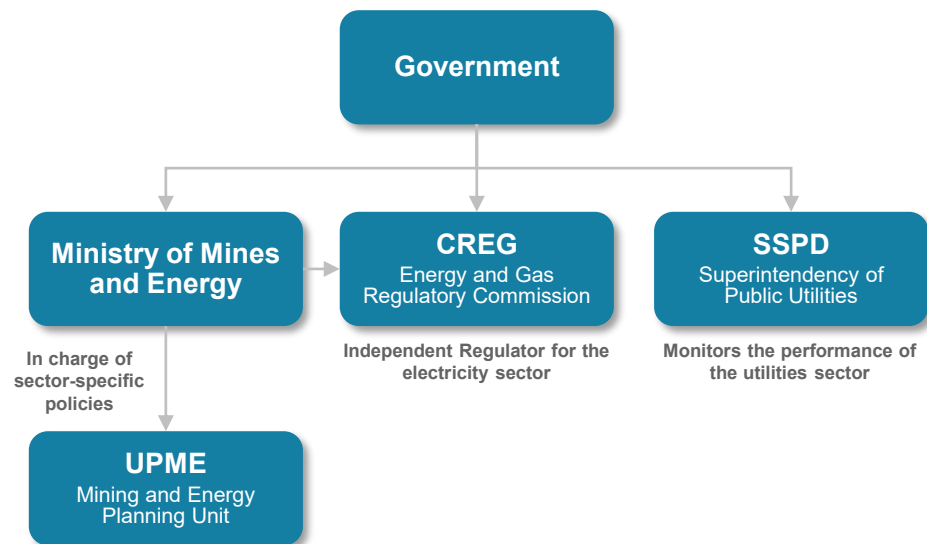 Government
Ministry of Mines
and Energy
CREG
Energy and Gas
Regulatory Commission
SSPD
Superintendency of
Public Utilities
In charge of
sector-specific
policies
Independent Regulator for the
electricity sector
Monitors the performance of
the utilities sector
UPME
Mining and Energy
Planning Unit